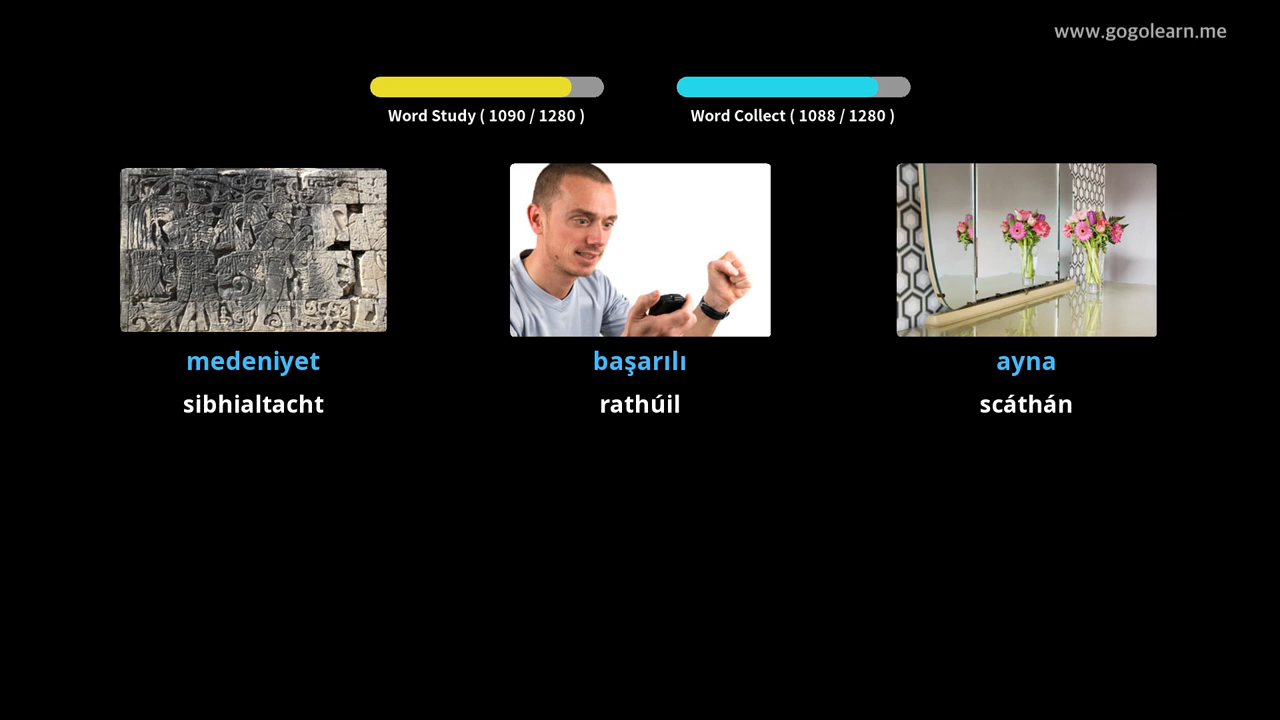 www.gogolearn.me
Word Study ( 1090 / 1280 )
Word Collect ( 1088 / 1280 )
medeniyet
sibhialtacht
başarılı
rathúil
ayna
scáthán